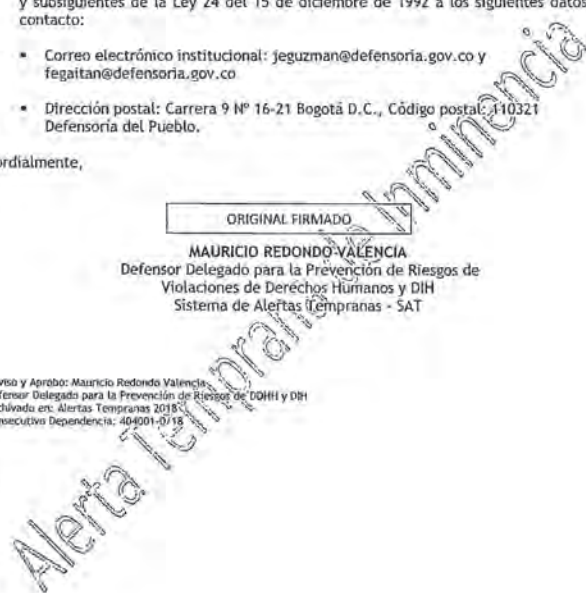 y subsiguientes de la Ley 24 del 15 de diciembre de 1992 a los siguientes datos
contacto:
▪ Correo electrónico institucional: jeguzman@defensoria.gov.co y
fegaitan@defensoria.gov.co
▪ Dirección postal: Carrera 9 Nº 16-21 Bogotá D.C., Código postal: 110321
Defensoría del Pueblo.
ordialmente,
ORIGINAL FIRMADO
MAURICIO REDONDO VALENCIA
Defensor Delegado para la Prevención de Riesgos de
Violaciones de Derechos Humanos y DIH
Sistema de Alertas Tempranas - SAT
viso y Aprobo: Mauricio Redondo Valencia
fensor Delegado para la Prevención de Riesgos de DDHH y DIH
chivado en: Alertas Tempranas 2018
nsecutivo Dependencia: 404001-0/18
Alerta Temprana de Inminencia